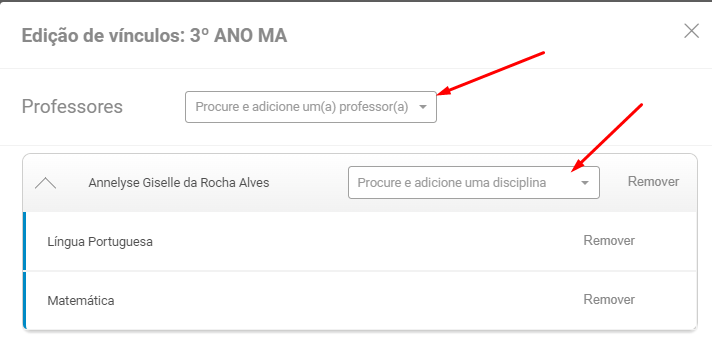 Edição de vínculos: 3º ANO MA
Professores
Procure e adicione um(a) professor(a)
Annelyse Giselle da Rocha Alves
Procure e adicione uma disciplina
Remover
Língua Portuguesa
Remover
Matemática
Remover